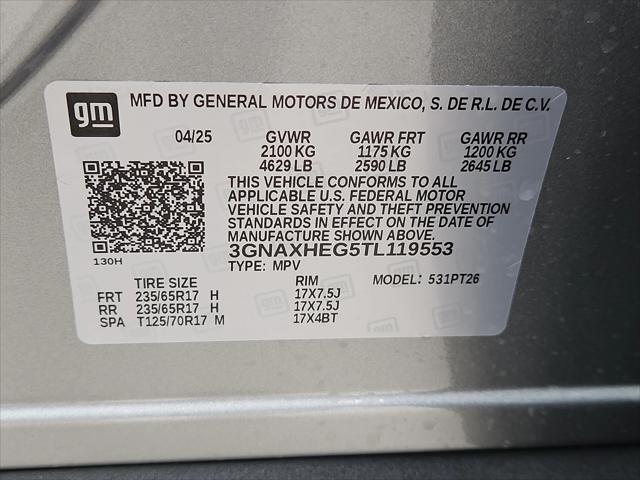 gm MFD BY GENERAL MOTORS DE MEXICO, S. DE R.L. DE C.V.
04/25 GVWR GAWR FRT GAWR RR
2100 KG 1175 KG 1200 KG
4629 LB 2590 LB 2645 LB
THIS VEHICLE CONFORMS TO ALL
APPLICABLE U.S. FEDERAL MOTOR
VEHICLE SAFETY AND THEFT PREVENTION
STANDARDS IN EFFECT ON THE DATE OF
MANUFACTURE SHOWN ABOVE.
3GNAXHEG5TL119553
130H TYPE: MPV
TIRE SIZE RIM MODEL: 531PT26
FRT 235/65R17 H 17X7.5J
RR 235/65R17 H 17X7.5J
SPA T125/70R17 M 17X4BT